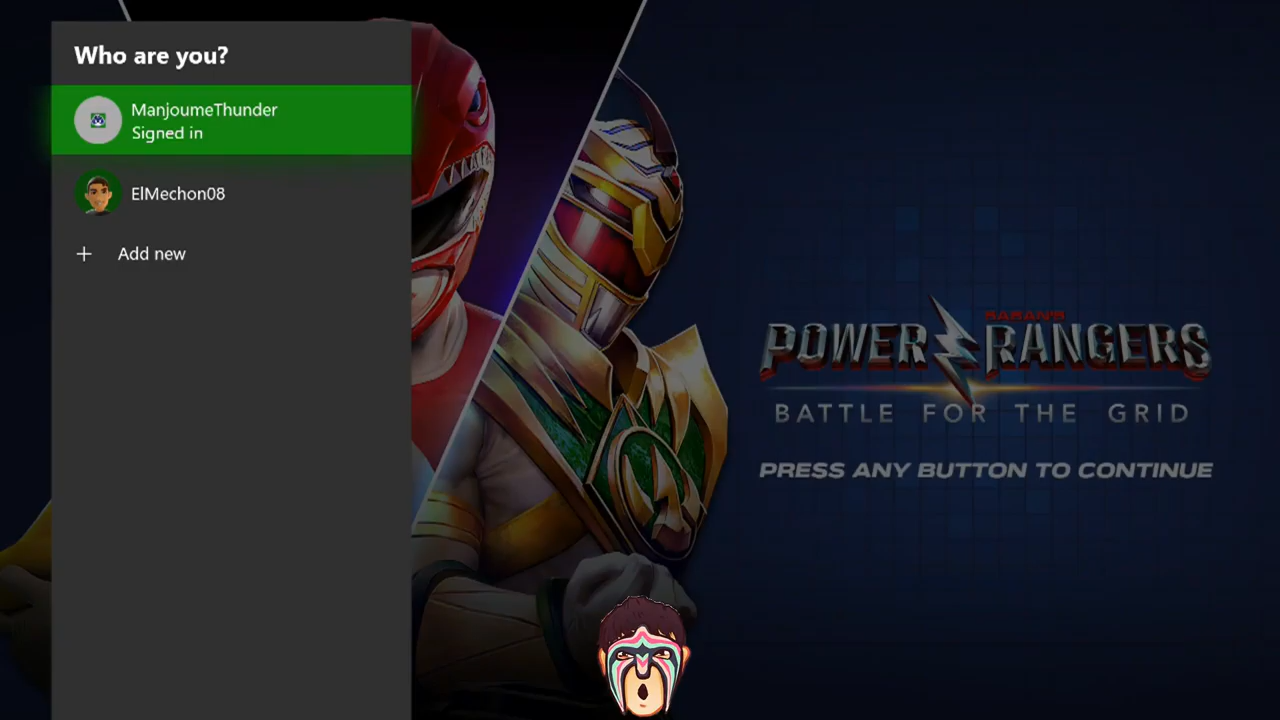 Who are you?
ManjoumeThunder
Signed in
ElMechon08
Add new
SABAN'S
POWER RANGERS
BATTLE FOR THE GRID
PRESS ANY BUTTON TO CONTINUE